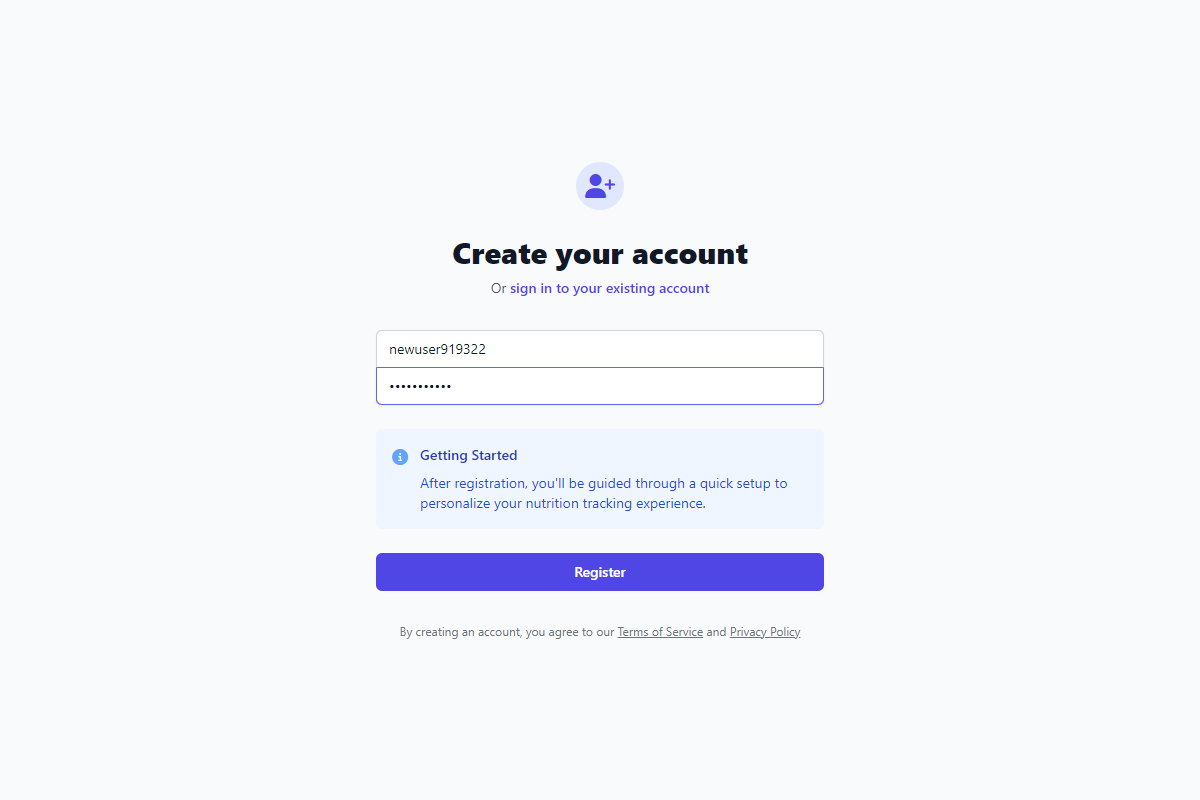 Create your account
Or sign in to your existing account
newuser919322
•••••••••••
Getting Started
After registration, you'll be guided through a quick setup to
personalize your nutrition tracking experience.
Register
By creating an account, you agree to our Terms of Service and Privacy Policy